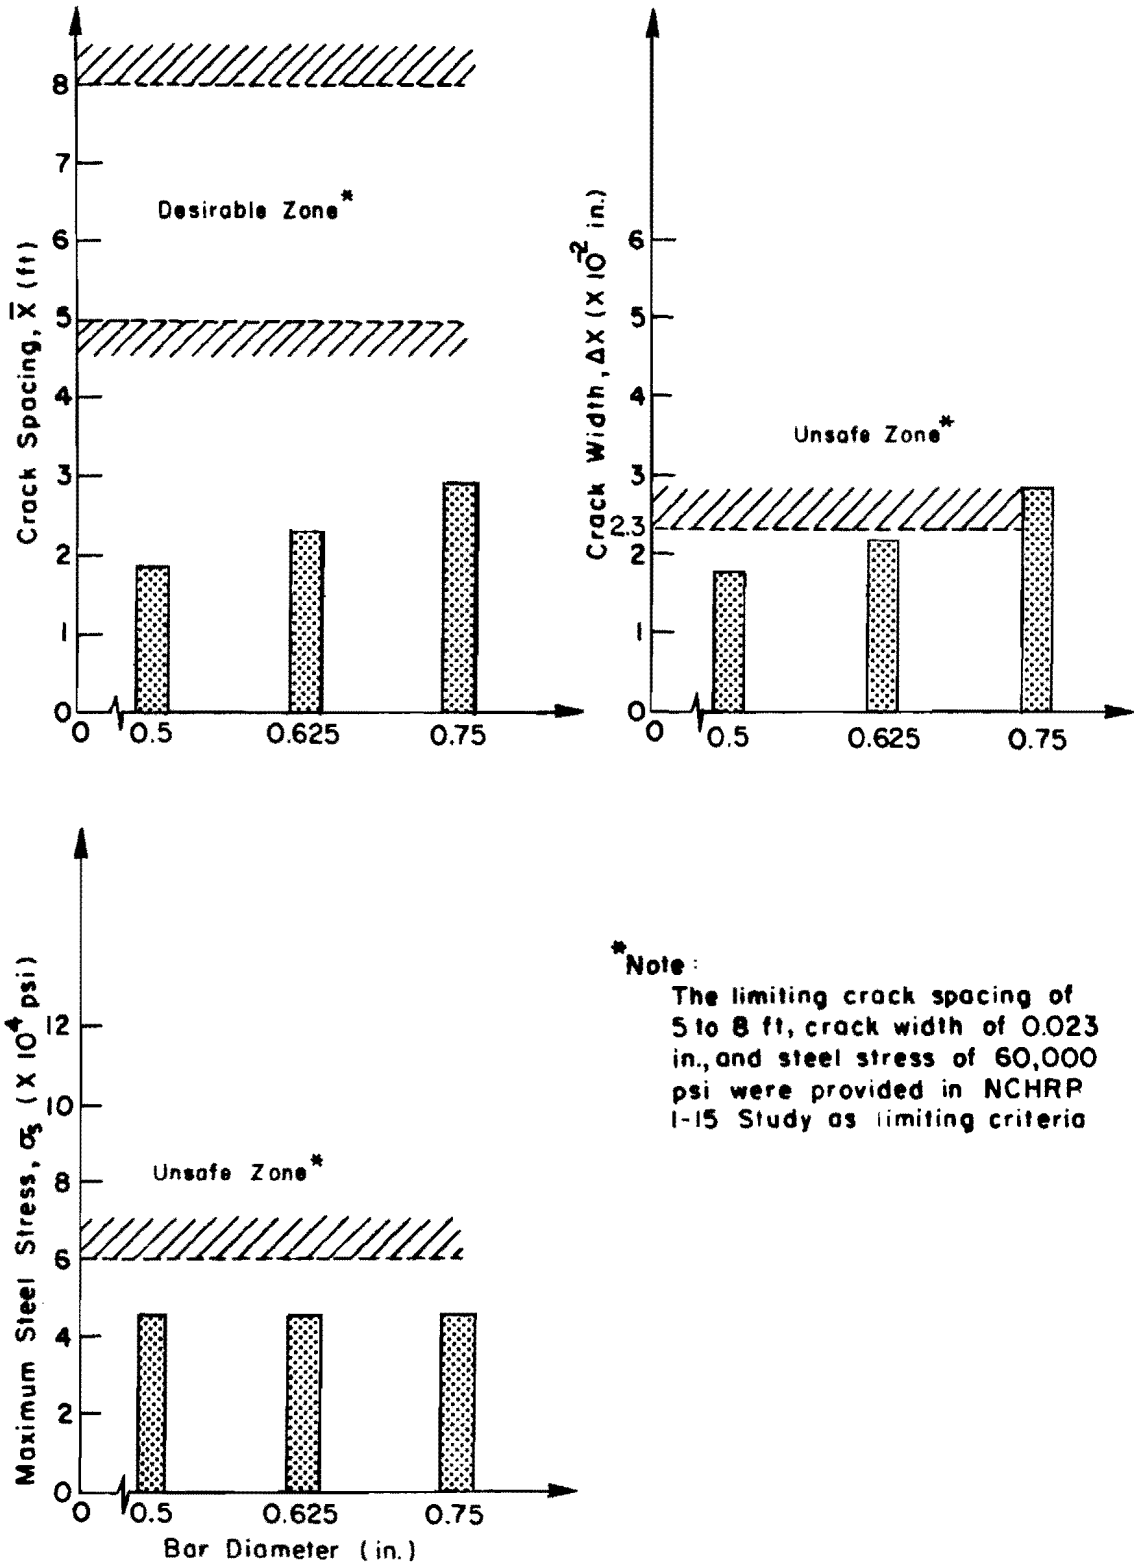 Crack Spacing, X̄ (ft)
8
7
6
5
4
3
2
1
0
Desirable Zone*
0 0.5 0.625 0.75
Crack Width, ΔX (X 10⁻² in.)
6
5
4
3
2.3
2
1
Unsafe Zone*
0 0.5 0.625 0.75
Maximum Steel Stress, σs (X 10⁴ psi)
12
10
8
6
4
2
0
Unsafe Zone*
0 0.5 0.625 0.75
Bar Diameter (in.)
*Note:
The limiting crack spacing of
5 to 8 ft, crack width of 0.023
in., and steel stress of 60,000
psi were provided in NCHRP
1-15 Study as limiting criteria